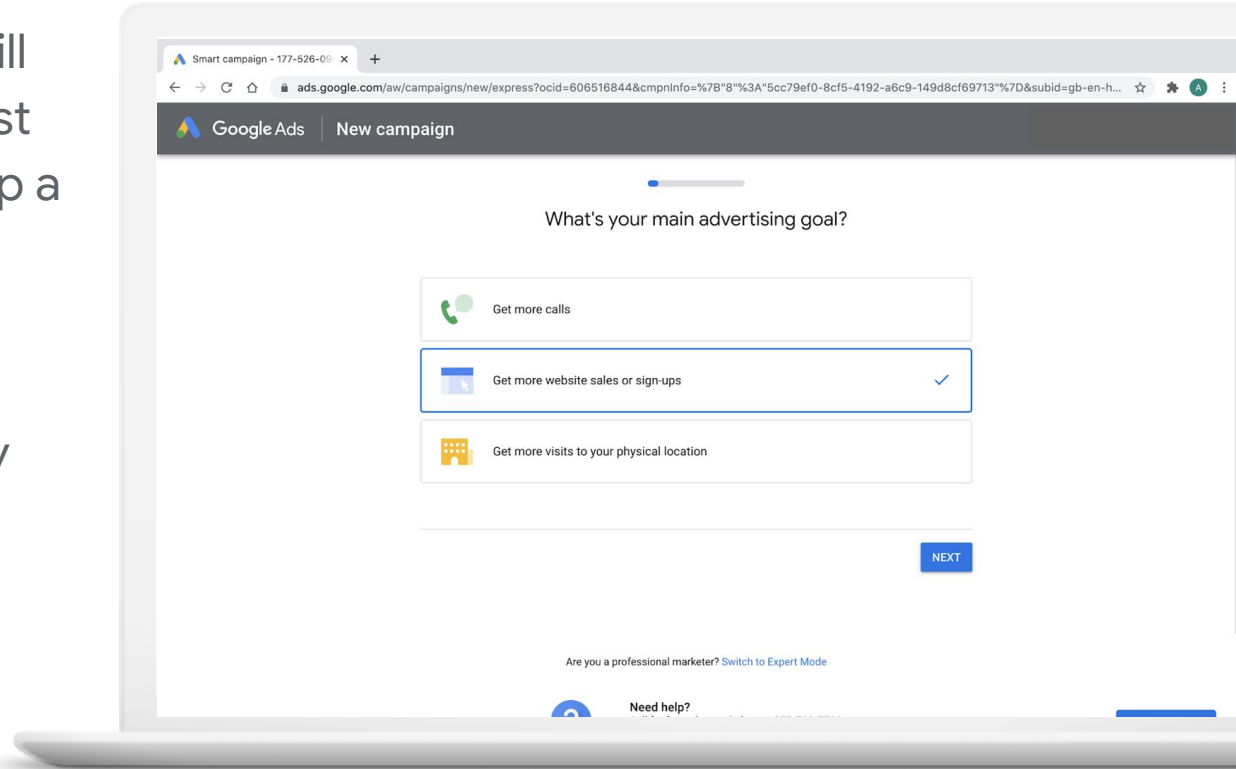 ill
st
p a
y
Smart campaign - 177-526-09 x +
ads.google.com/aw/campaigns/new/express?ocid=606516844&cmpnInfo=%7B"8"%3A"5cc79ef0-8cf5-4192-a6c9-149d8cf69713"%7D&subid=gb-en-h...
A
Google Ads New campaign
What's your main advertising goal?
Get more calls
Get more website sales or sign-ups
Get more visits to your physical location
NEXT
Are you a professional marketer? Switch to Expert Mode
?
Need help?